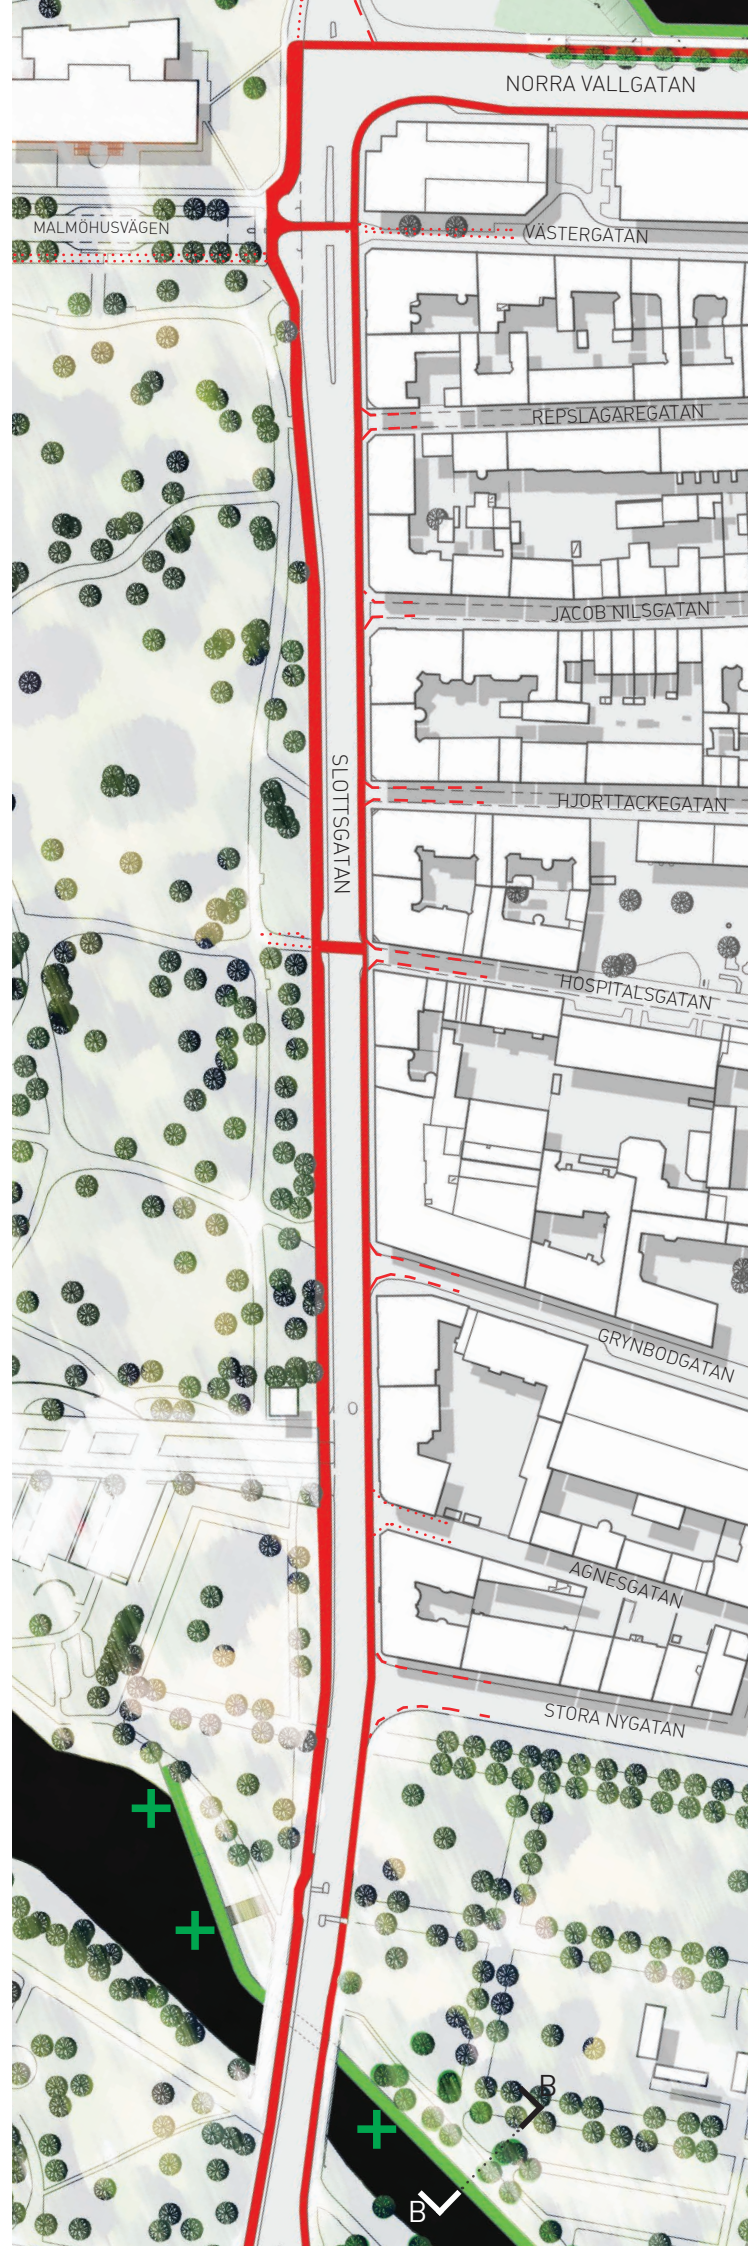 NORRA VALLGATAN
MALMÖHUSVÄGEN
VÄSTERGATAN
REPSLAGAREGATAN
JACOB NILSGATAN
SLOTTSGATAN
HJORTTACKEGATAN
HOSPITALSGATAN
GRYNBODGATAN
AGNESGATAN
STORA NYGATAN
B
B